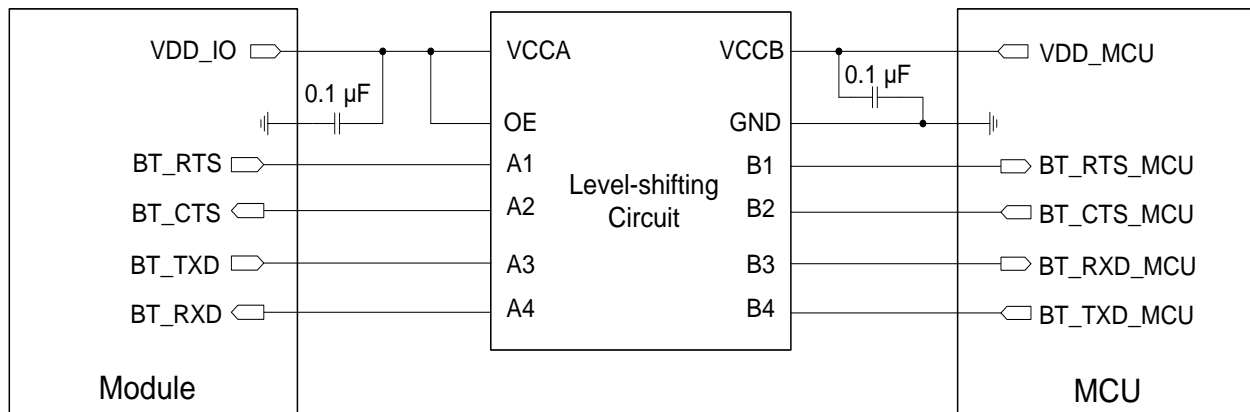 VDD_IO
VCCA
VCCB
VDD_MCU
0.1 µF
0.1 µF
OE
GND
BT_RTS
A1
B1
BT_RTS_MCU
Level-shifting
Circuit
BT_CTS
A2
B2
BT_CTS_MCU
BT_TXD
A3
B3
BT_RXD_MCU
BT_RXD
A4
B4
BT_TXD_MCU
Module
MCU